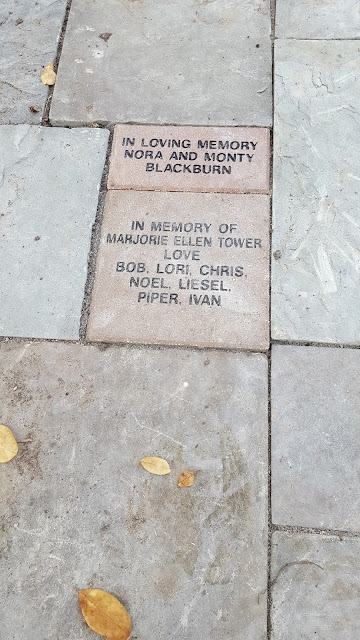 IN LOVING MEMORY
NORA AND MONTY
BLACKBURN
IN MEMORY OF
MARJORIE ELLEN TOWER
LOVE
BOB, LORI, CHRIS,
NOEL, LIESEL,
PIPER, IVAN